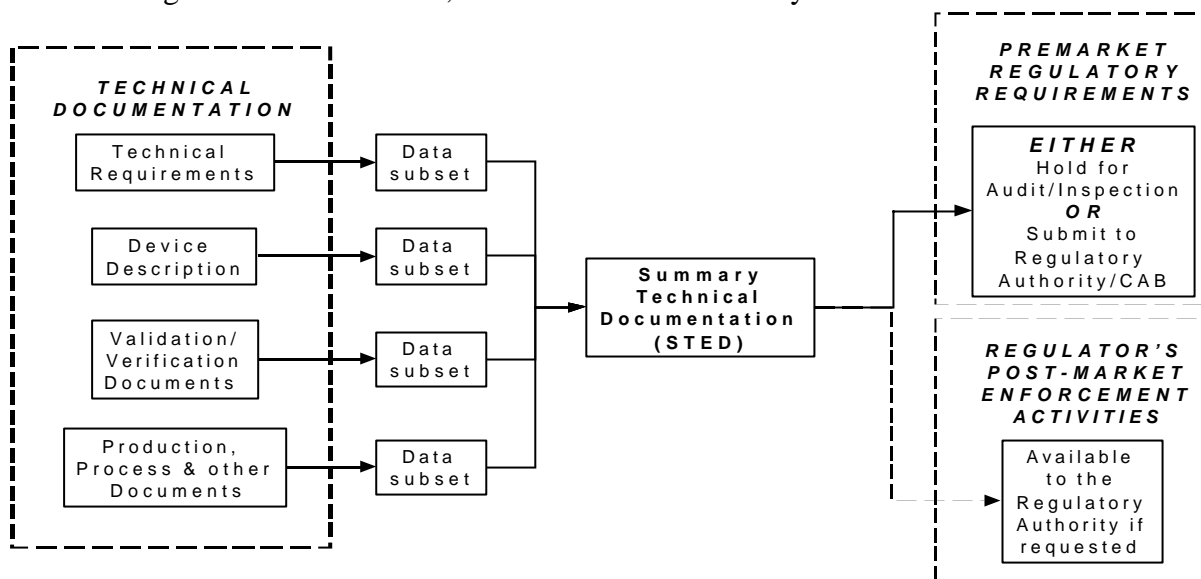 TECHNICAL
DOCUMENTATION
Technical
Requirements
Data
subset
Device
Description
Data
subset
Validation/
Verification
Documents
Data
subset
Production,
Process & other
Documents
Data
subset
Summary
Technical
Documentation
(STED)
PREMARKET
REGULATORY
REQUIREMENTS
EITHER
Hold for
Audit/Inspection
OR
Submit to
Regulatory
Authority/CAB
REGULATOR'S
POST-MARKET
ENFORCEMENT
ACTIVITIES
Available
to the
Regulatory
Authority if
requested